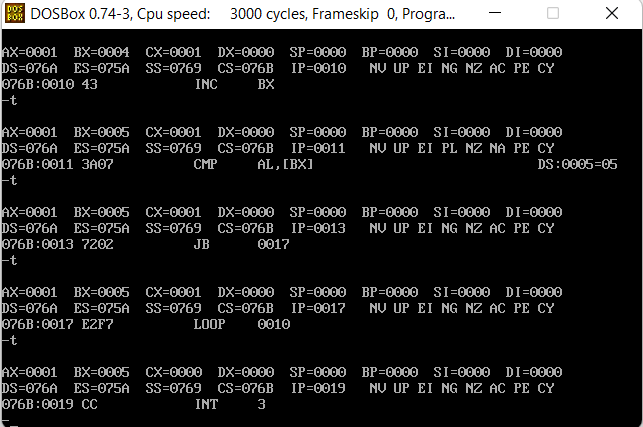 DOS
BOX
DOSBox 0.74-3, Cpu speed: 3000 cycles, Frameskip 0, Progra...
AX=0001 BX=0004 CX=0001 DX=0000 SP=0000 BP=0000 SI=0000 DI=0000
DS=076A ES=075A SS=0769 CS=076B IP=0010 NV UP EI NG NZ AC PE CY
076B:0010 43 INC BX
-t
AX=0001 BX=0005 CX=0001 DX=0000 SP=0000 BP=0000 SI=0000 DI=0000
DS=076A ES=075A SS=0769 CS=076B IP=0011 NV UP EI PL NZ NA PE CY
076B:0011 3A07 CMP AL,[BX] DS:0005=05
-t
AX=0001 BX=0005 CX=0001 DX=0000 SP=0000 BP=0000 SI=0000 DI=0000
DS=076A ES=075A SS=0769 CS=076B IP=0013 NV UP EI NG NZ AC PE CY
076B:0013 7202 JB 0017
-t
AX=0001 BX=0005 CX=0001 DX=0000 SP=0000 BP=0000 SI=0000 DI=0000
DS=076A ES=075A SS=0769 CS=076B IP=0017 NV UP EI NG NZ AC PE CY
076B:0017 E2F7 LOOP 0010
-t
AX=0001 BX=0005 CX=0000 DX=0000 SP=0000 BP=0000 SI=0000 DI=0000
DS=076A ES=075A SS=0769 CS=076B IP=0019 NV UP EI NG NZ AC PE CY
076B:0019 CC INT 3
-